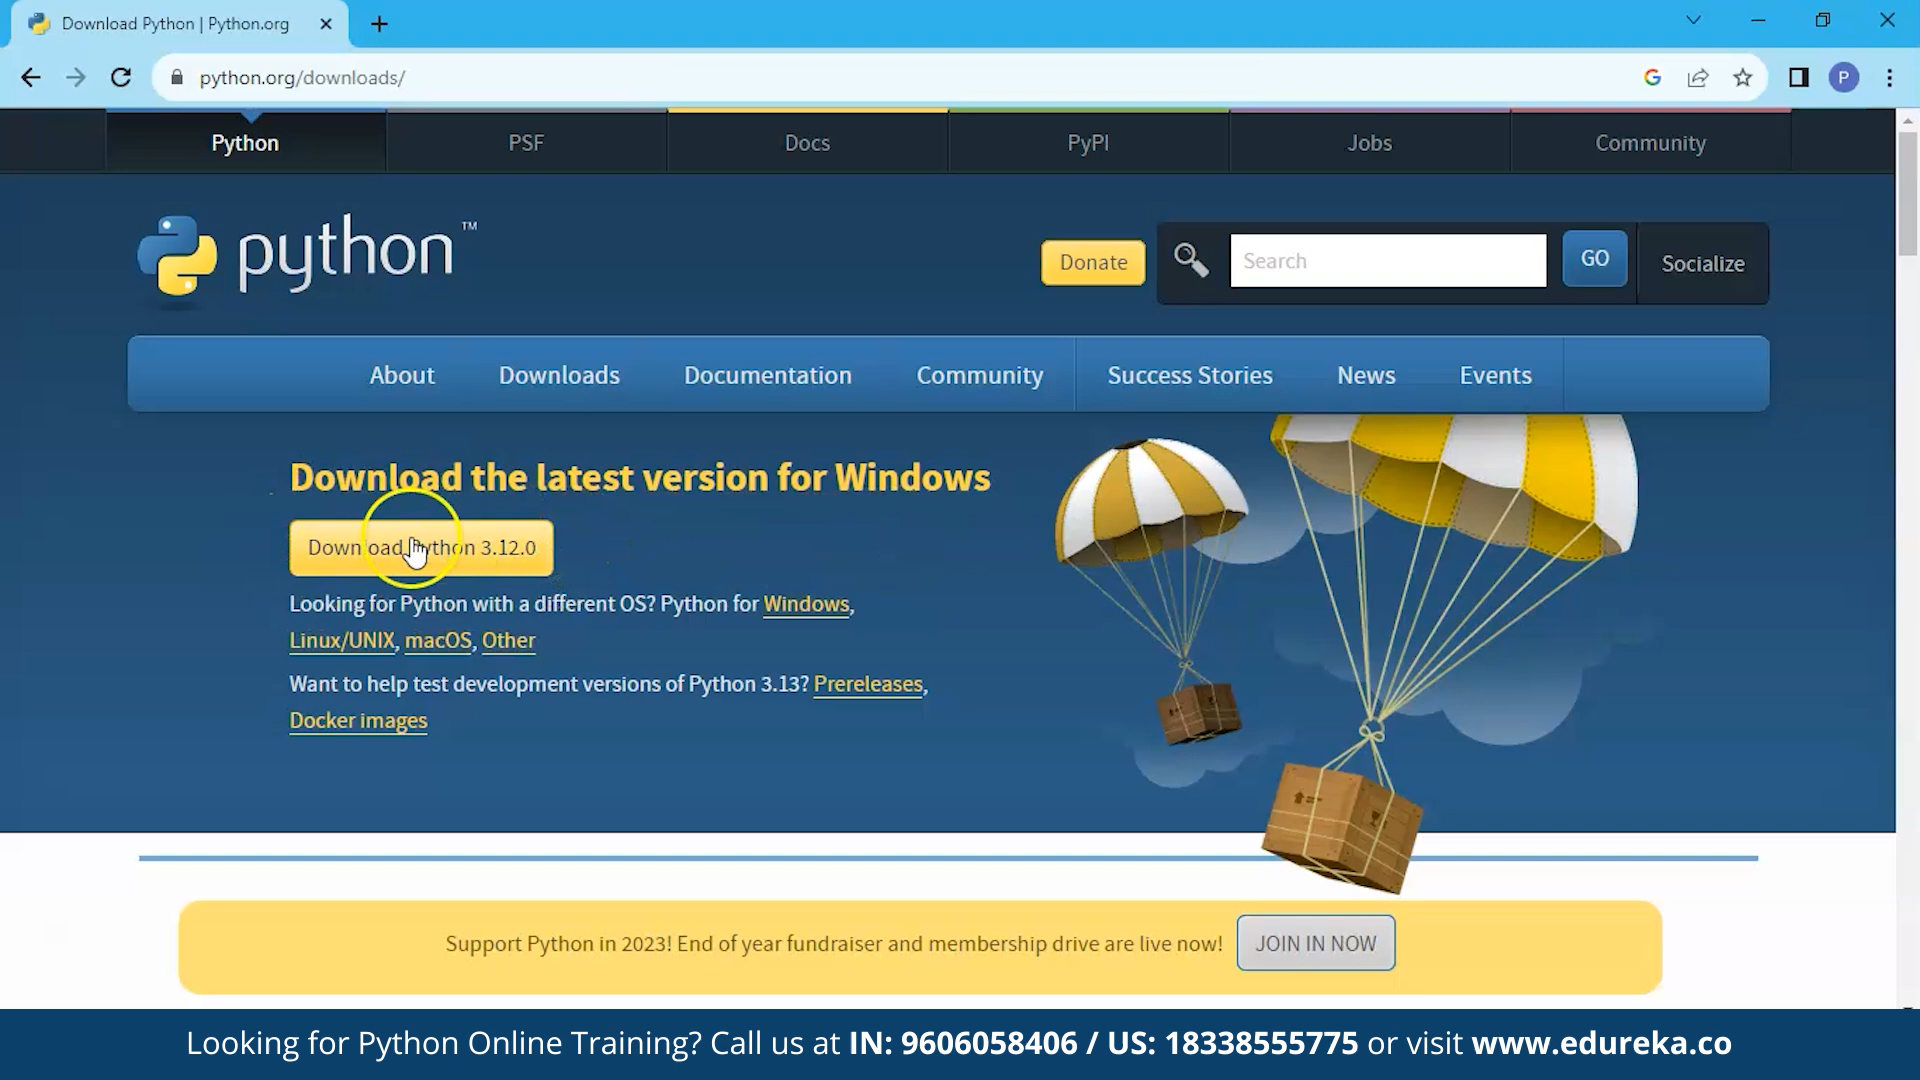 Download Python | Python.org
python.org/downloads/
G
P
Python
PSF
Docs
PyPI
Jobs
Community
python™
Donate
Search
GO
Socialize
About
Downloads
Documentation
Community
Success Stories
News
Events
Download the latest version for Windows
Download Python 3.12.0
Looking for Python with a different OS? Python for Windows,
Linux/UNIX, macOS, Other
Want to help test development versions of Python 3.13? Prereleases,
Docker images
Support Python in 2023! End of year fundraiser and membership drive are live now!
JOIN IN NOW
Looking for Python Online Training? Call us at IN: 9606058406 / US: 18338555775 or visit www.edureka.co